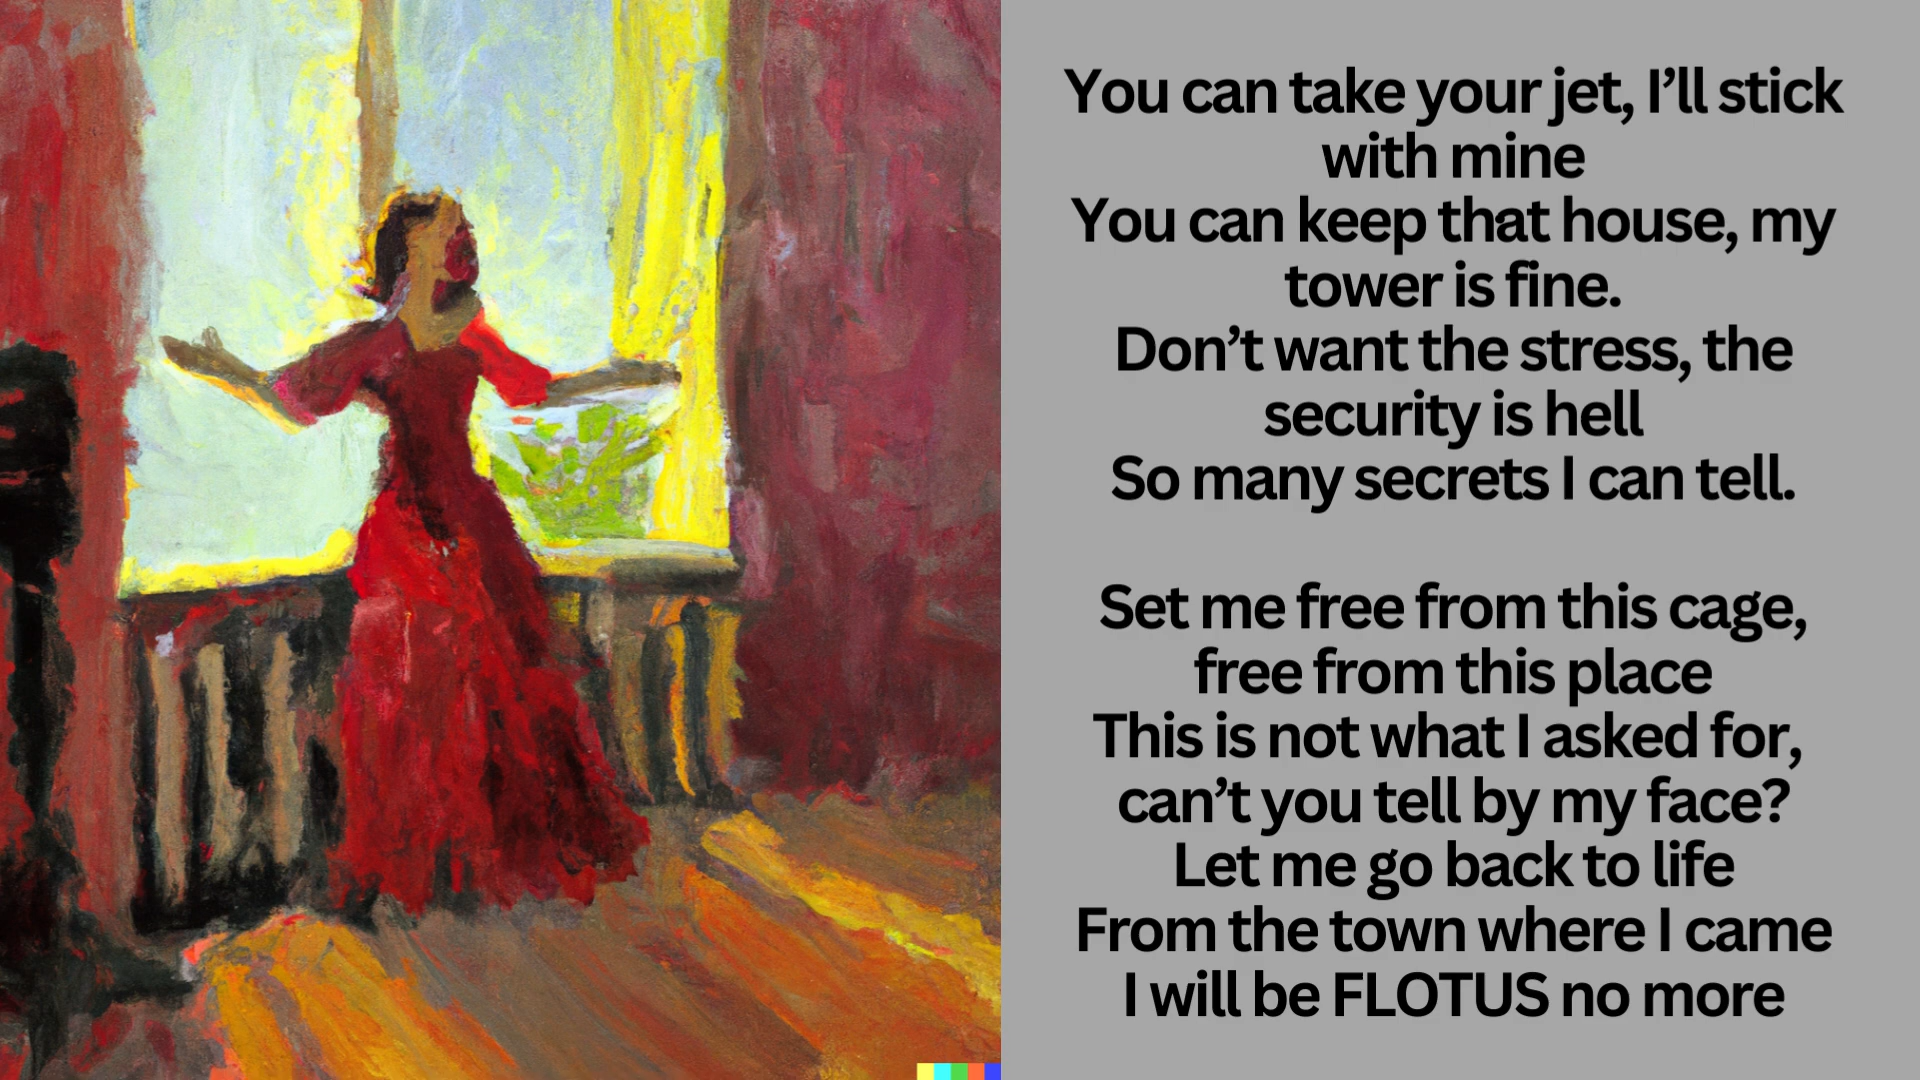 You can take your jet, I’ll stick
with mine
You can keep that house, my
tower is fine.
Don’t want the stress, the
security is hell
So many secrets I can tell.
Set me free from this cage,
free from this place
This is not what I asked for,
can’t you tell by my face?
Let me go back to life
From the town where I came
I will be FLOTUS no more